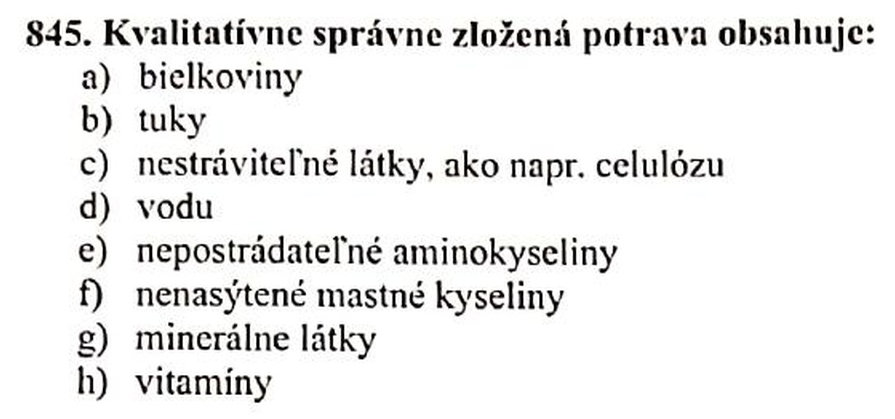 845. Kvalitatívne správne zložená potrava obsahuje:
a) bielkoviny
b) tuky
c) nestráviteľné látky, ako napr. celulózu
d) vodu
e) nepostrádateľné aminokyseliny
f) nenasýtené mastné kyseliny
g) minerálne látky
h) vitamíny